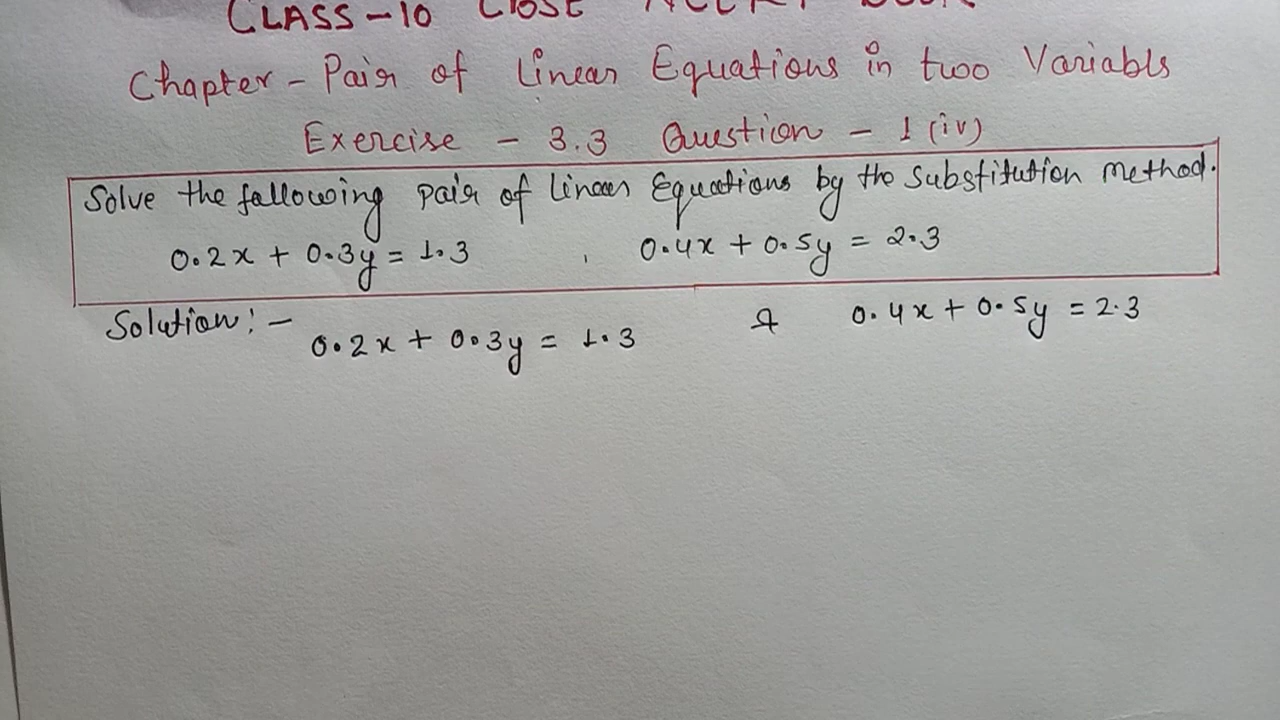 CLASS - 10
Chapter - Pair of Linear Equations in two Variabls
Exercise - 3.3 Question - 1 (iv)
Solve the following pair of linear Equations by the Substitution method.
0.2x + 0.3y = 1.3 , 0.4x + 0.5y = 2.3
Solution: -
0.2x + 0.3y = 1.3 & 0.4x + 0.5y = 2.3